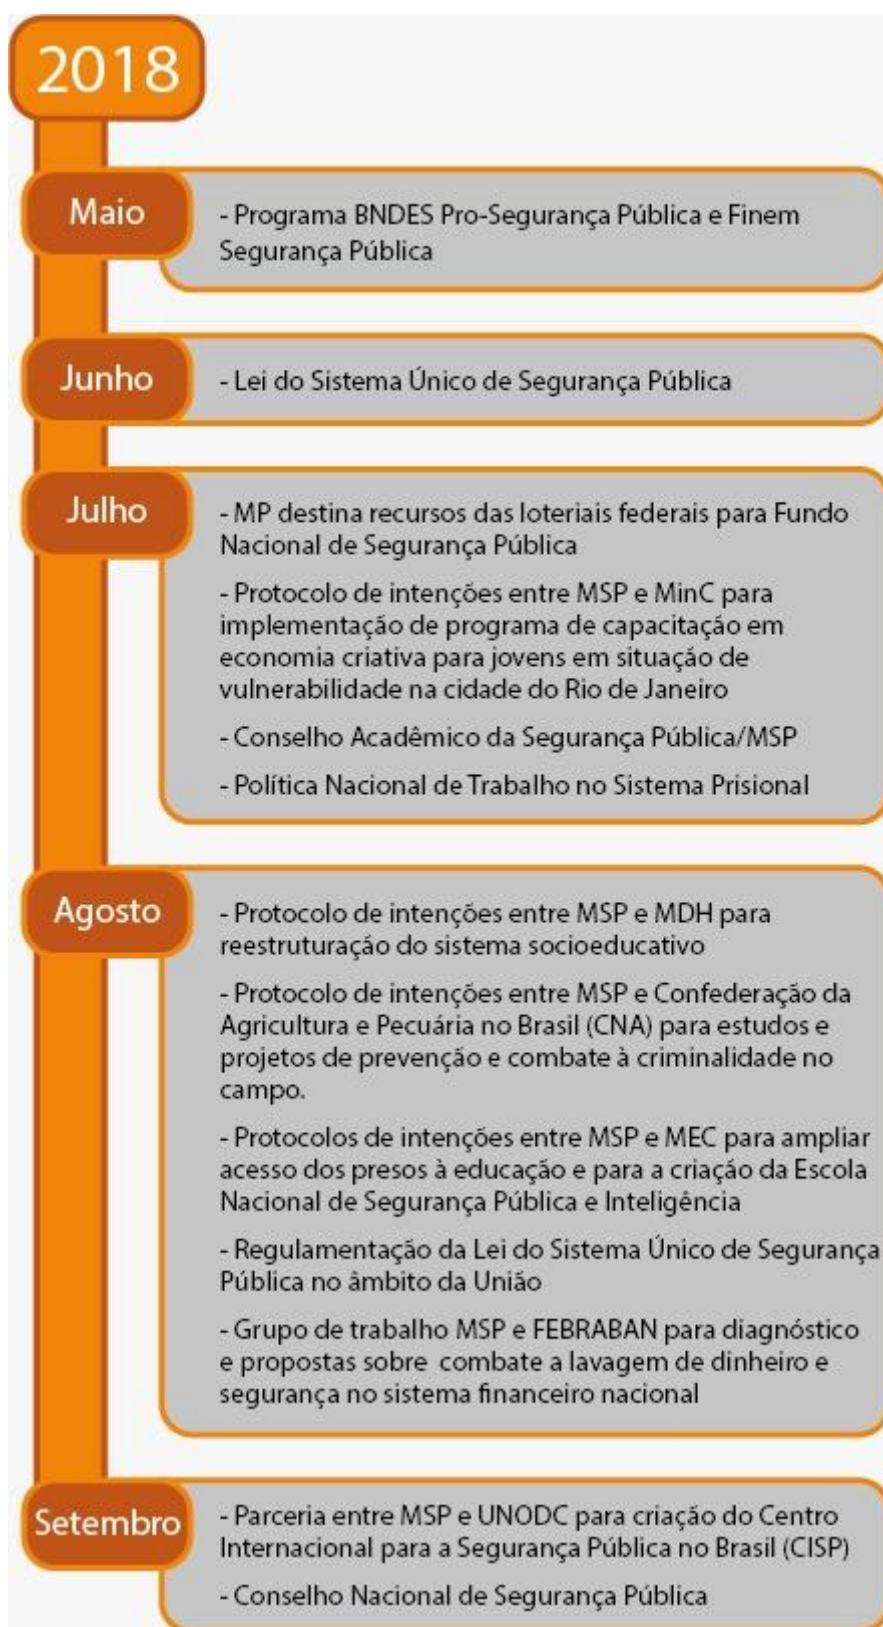 2018
Maio
- Programa BNDES Pro-Segurança Pública e Finem
Segurança Pública
Junho
- Lei do Sistema Único de Segurança Pública
Julho
- MP destina recursos das loteriais federais para Fundo
Nacional de Segurança Pública
- Protocolo de intenções entre MSP e MinC para
implementação de programa de capacitação em
economia criativa para jovens em situação de
vulnerabilidade na cidade do Rio de Janeiro
- Conselho Acadêmico da Segurança Pública/MSP
- Política Nacional de Trabalho no Sistema Prisional
Agosto
- Protocolo de intenções entre MSP e MDH para
reestruturação do sistema socioeducativo
- Protocolo de intenções entre MSP e Confederação da
Agricultura e Pecuária no Brasil (CNA) para estudos e
projetos de prevenção e combate à criminalidade no
campo.
- Protocolos de intenções entre MSP e MEC para ampliar
acesso dos presos à educação e para a criação da Escola
Nacional de Segurança Pública e Inteligência
- Regulamentação da Lei do Sistema Único de Segurança
Pública no âmbito da União
- Grupo de trabalho MSP e FEBRABAN para diagnóstico
e propostas sobre combate a lavagem de dinheiro e
segurança no sistema financeiro nacional
Setembro
- Parceria entre MSP e UNODC para criação do Centro
Internacional para a Segurança Pública no Brasil (CISP)
- Conselho Nacional de Segurança Pública